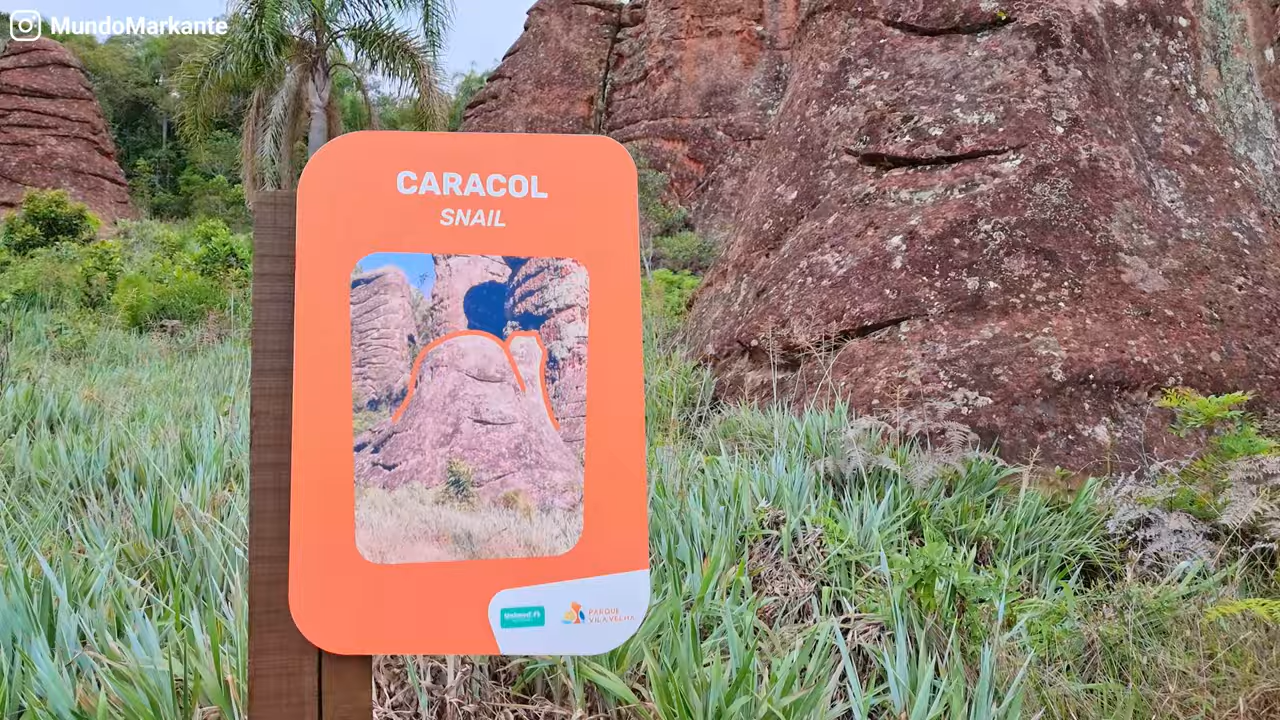 MundoMarkante
CARACOL
SNAIL
PARQUE
VILA VELHA